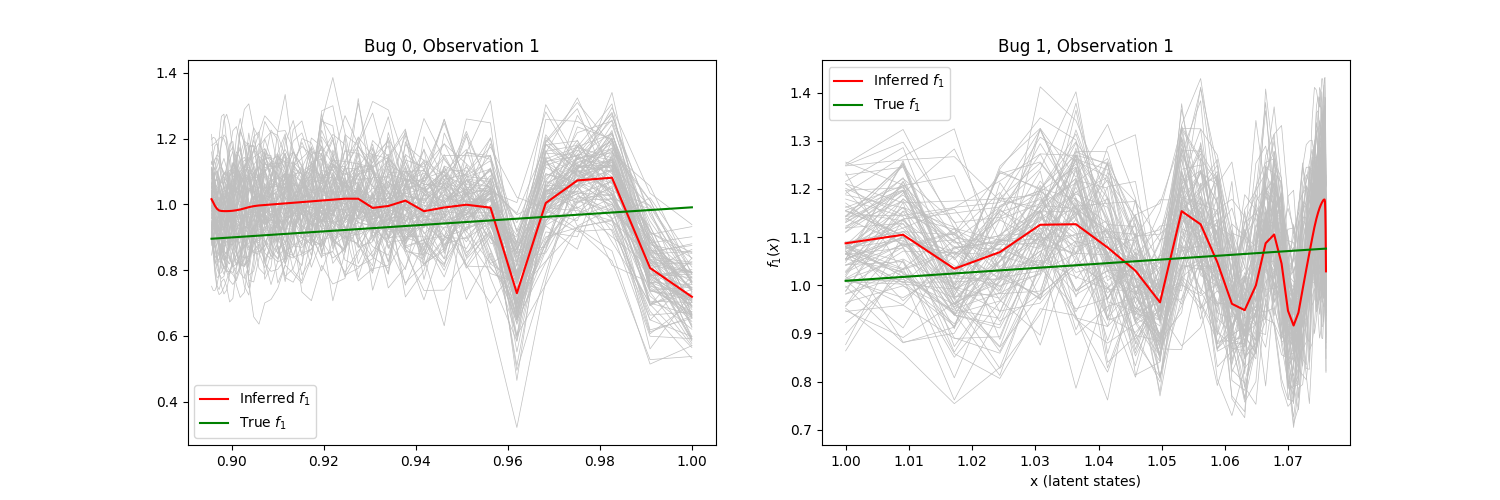 Bug 0, Observation 1
1.4
1.2
1.0
0.8
0.6
0.4
Inferred f₁
True f₁
0.90 0.92 0.94 0.96 0.98 1.00
Bug 1, Observation 1
Inferred f₁
True f₁
f₁(x)
1.4
1.3
1.2
1.1
1.0
0.9
0.8
0.7
1.00 1.01 1.02 1.03 1.04 1.05 1.06 1.07
x (latent states)